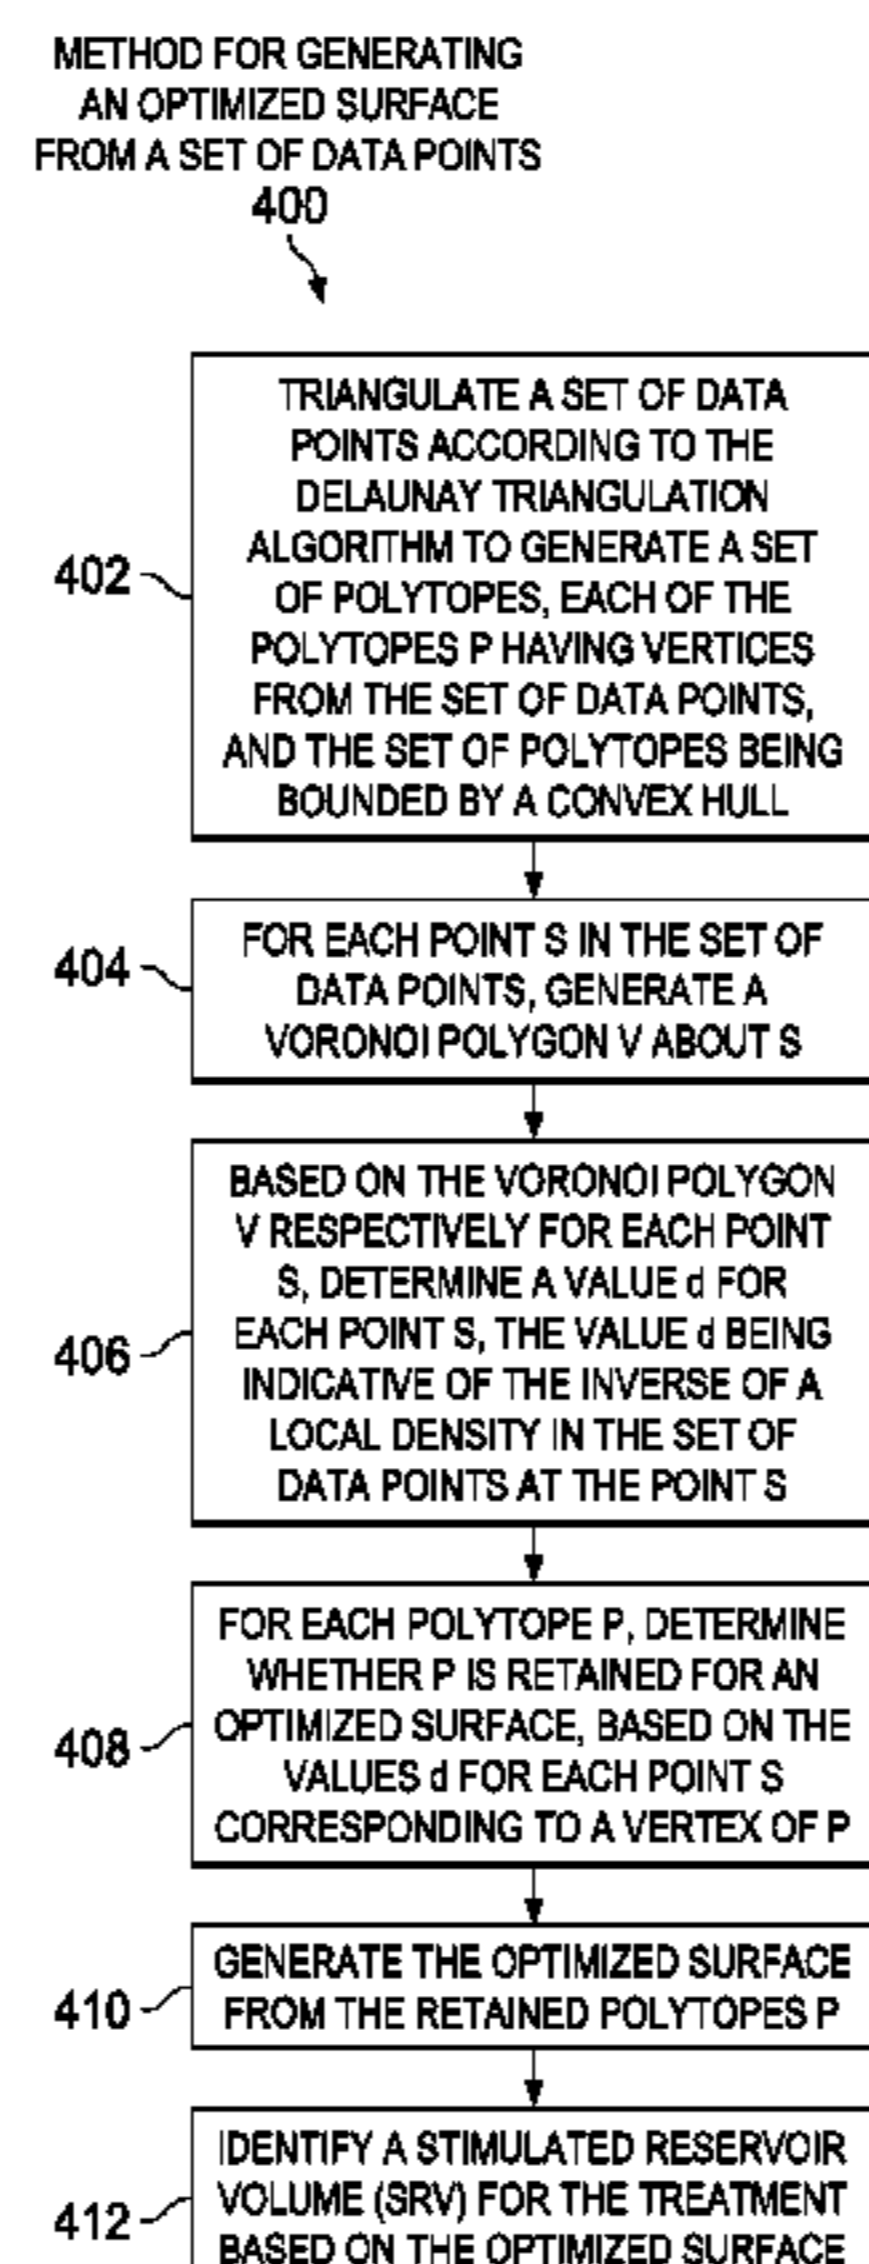 METHOD FOR GENERATING
AN OPTIMIZED SURFACE
FROM A SET OF DATA POINTS
400
402
TRIANGULATE A SET OF DATA
POINTS ACCORDING TO THE
DELAUNAY TRIANGULATION
ALGORITHM TO GENERATE A SET
OF POLYTOPES, EACH OF THE
POLYTOPES P HAVING VERTICES
FROM THE SET OF DATA POINTS,
AND THE SET OF POLYTOPES BEING
BOUNDED BY A CONVEX HULL
404
FOR EACH POINT S IN THE SET OF
DATA POINTS, GENERATE A
VORONOI POLYGON V ABOUT S
406
BASED ON THE VORONOI POLYGON
V RESPECTIVELY FOR EACH POINT
S, DETERMINE A VALUE d FOR
EACH POINT S, THE VALUE d BEING
INDICATIVE OF THE INVERSE OF A
LOCAL DENSITY IN THE SET OF
DATA POINTS AT THE POINT S
408
FOR EACH POLYTOPE P, DETERMINE
WHETHER P IS RETAINED FOR AN
OPTIMIZED SURFACE, BASED ON THE
VALUES d FOR EACH POINT S
CORRESPONDING TO A VERTEX OF P
410
GENERATE THE OPTIMIZED SURFACE
FROM THE RETAINED POLYTOPES P
412
IDENTIFY A STIMULATED RESERVOIR
VOLUME (SRV) FOR THE TREATMENT
BASED ON THE OPTIMIZED SURFACE